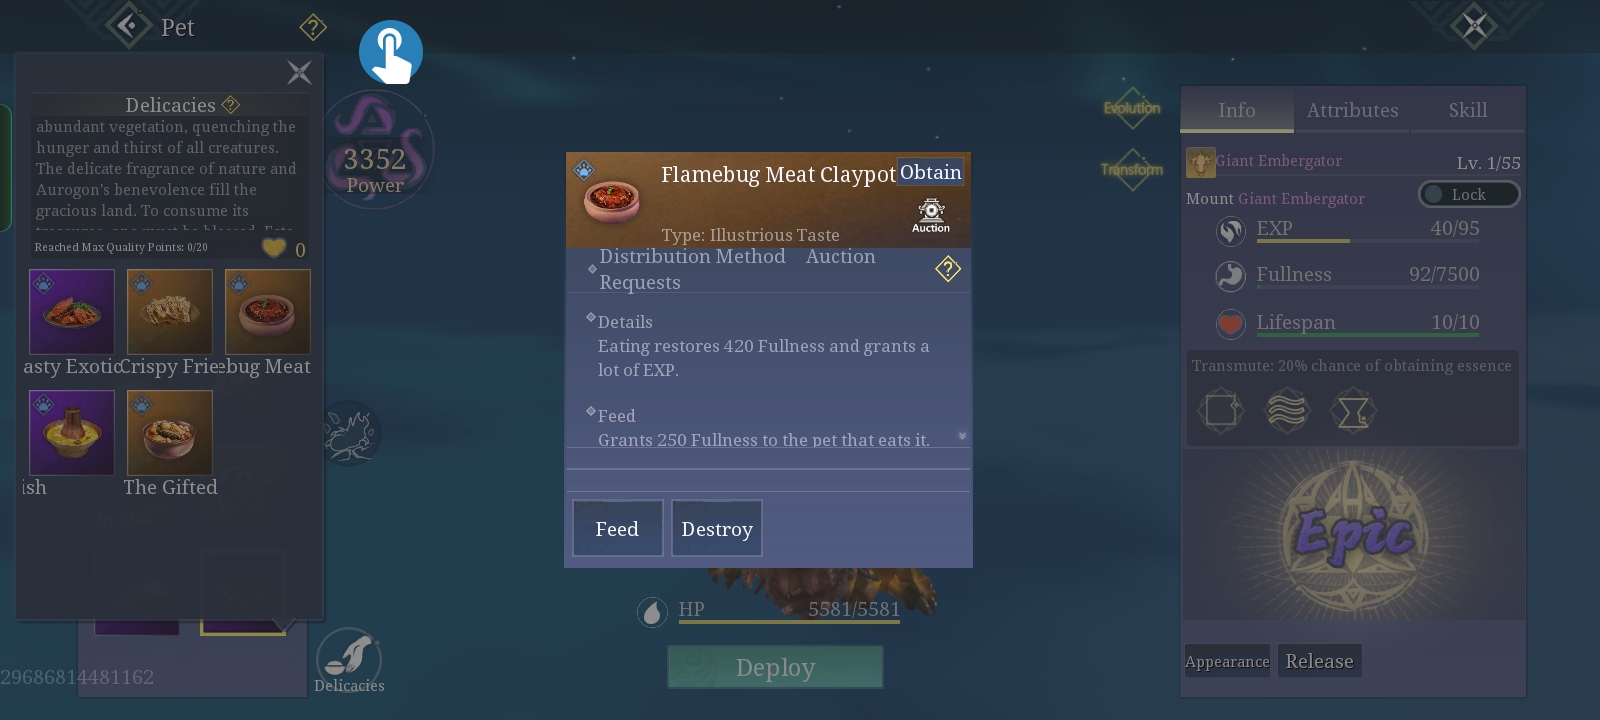 Pet
Delicacies
abundant vegetation, quenching the
hunger and thirst of all creatures.
The delicate fragrance of nature and
Aurogon's benevolence fill the
gracious land. To consume its
Reached Max Quality Points: 0/20
0
asty Exotic
Crispy Frie
ebug Meat
ish
The Gifted
29686814481162
3352
Power
Delicacies
Flamebug Meat Claypot
Obtain
Auction
Type: Illustrious Taste
Distribution Method Auction
Requests
Details
Eating restores 420 Fullness and grants a
lot of EXP.
Feed
Grants 250 Fullness to the pet that eats it.
Feed
Destroy
HP 5581/5581
Deploy
Evolution
Transform
Info
Attributes
Skill
Giant Embergator
Lv. 1/55
Mount Giant Embergator
Lock
EXP 40/95
Fullness 92/7500
Lifespan 10/10
Transmute: 20% chance of obtaining essence
Epic
Appearance
Release